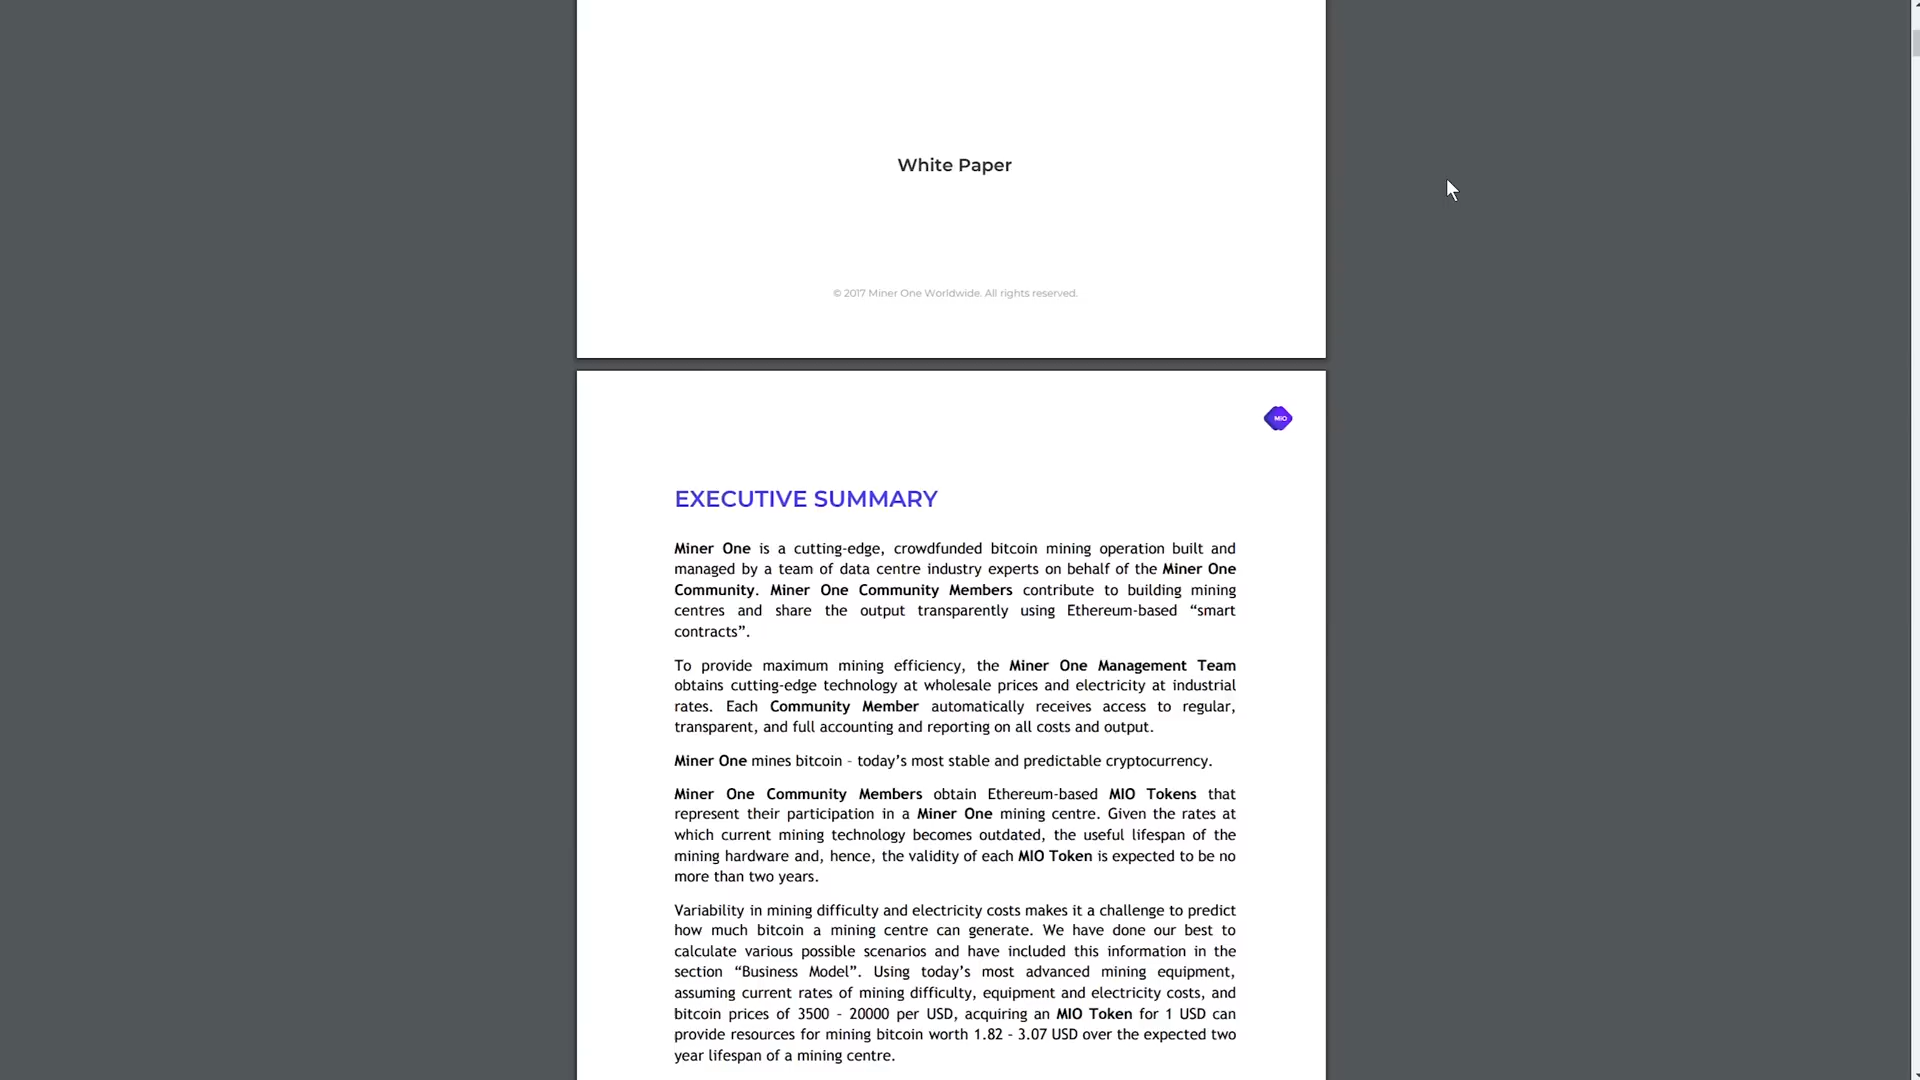 White Paper
© 2017 Miner One Worldwide. All rights reserved.
MIO
EXECUTIVE SUMMARY
Miner One is a cutting-edge, crowdfunded bitcoin mining operation built and
managed by a team of data centre industry experts on behalf of the Miner One
Community. Miner One Community Members contribute to building mining
centres and share the output transparently using Ethereum-based “smart
contracts”.
To provide maximum mining efficiency, the Miner One Management Team
obtains cutting-edge technology at wholesale prices and electricity at industrial
rates. Each Community Member automatically receives access to regular,
transparent, and full accounting and reporting on all costs and output.
Miner One mines bitcoin – today’s most stable and predictable cryptocurrency.
Miner One Community Members obtain Ethereum-based MIO Tokens that
represent their participation in a Miner One mining centre. Given the rates at
which current mining technology becomes outdated, the useful lifespan of the
mining hardware and, hence, the validity of each MIO Token is expected to be no
more than two years.
Variability in mining difficulty and electricity costs makes it a challenge to predict
how much bitcoin a mining centre can generate. We have done our best to
calculate various possible scenarios and have included this information in the
section “Business Model”. Using today’s most advanced mining equipment,
assuming current rates of mining difficulty, equipment and electricity costs, and
bitcoin prices of 3500 – 20000 per USD, acquiring an MIO Token for 1 USD can
provide resources for mining bitcoin worth 1.82 – 3.07 USD over the expected two
year lifespan of a mining centre.